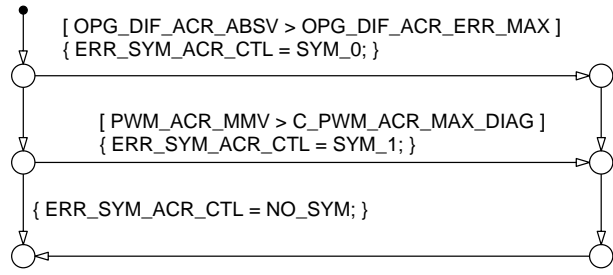 [ OPG_DIF_ACR_ABSV > OPG_DIF_ACR_ERR_MAX ]
{ ERR_SYM_ACR_CTL = SYM_0; }
[ PWM_ACR_MMV > C_PWM_ACR_MAX_DIAG ]
{ ERR_SYM_ACR_CTL = SYM_1; }
{ ERR_SYM_ACR_CTL = NO_SYM; }